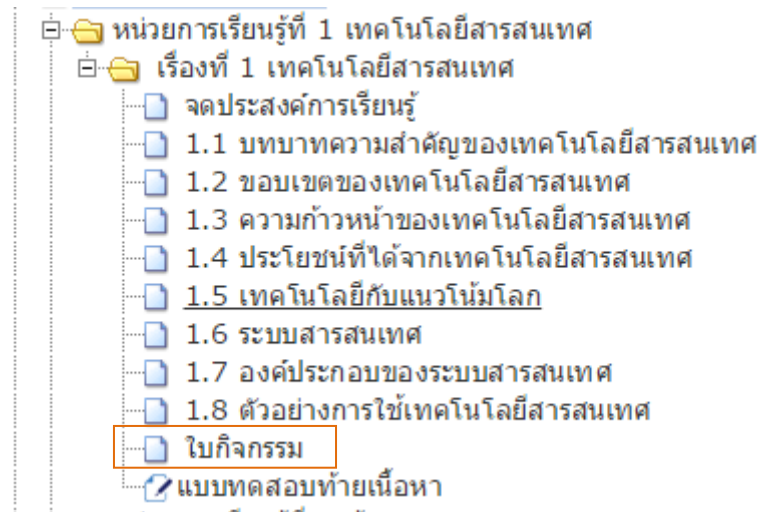 หน่วยการเรียนรู้ที่ 1 เทคโนโลยีสารสนเทศ
เรื่องที่ 1 เทคโนโลยีสารสนเทศ
จดประสงค์การเรียนรู้
1.1 บทบาทความสำคัญของเทคโนโลยีสารสนเทศ
1.2 ขอบเขตของเทคโนโลยีสารสนเทศ
1.3 ความก้าวหน้าของเทคโนโลยีสารสนเทศ
1.4 ประโยชน์ที่ได้จากเทคโนโลยีสารสนเทศ
1.5 เทคโนโลยีกับแนวโน้มโลก
1.6 ระบบสารสนเทศ
1.7 องค์ประกอบของระบบสารสนเทศ
1.8 ตัวอย่างการใช้เทคโนโลยีสารสนเทศ
ใบกิจกรรม
แบบทดสอบท้ายเนื้อหา